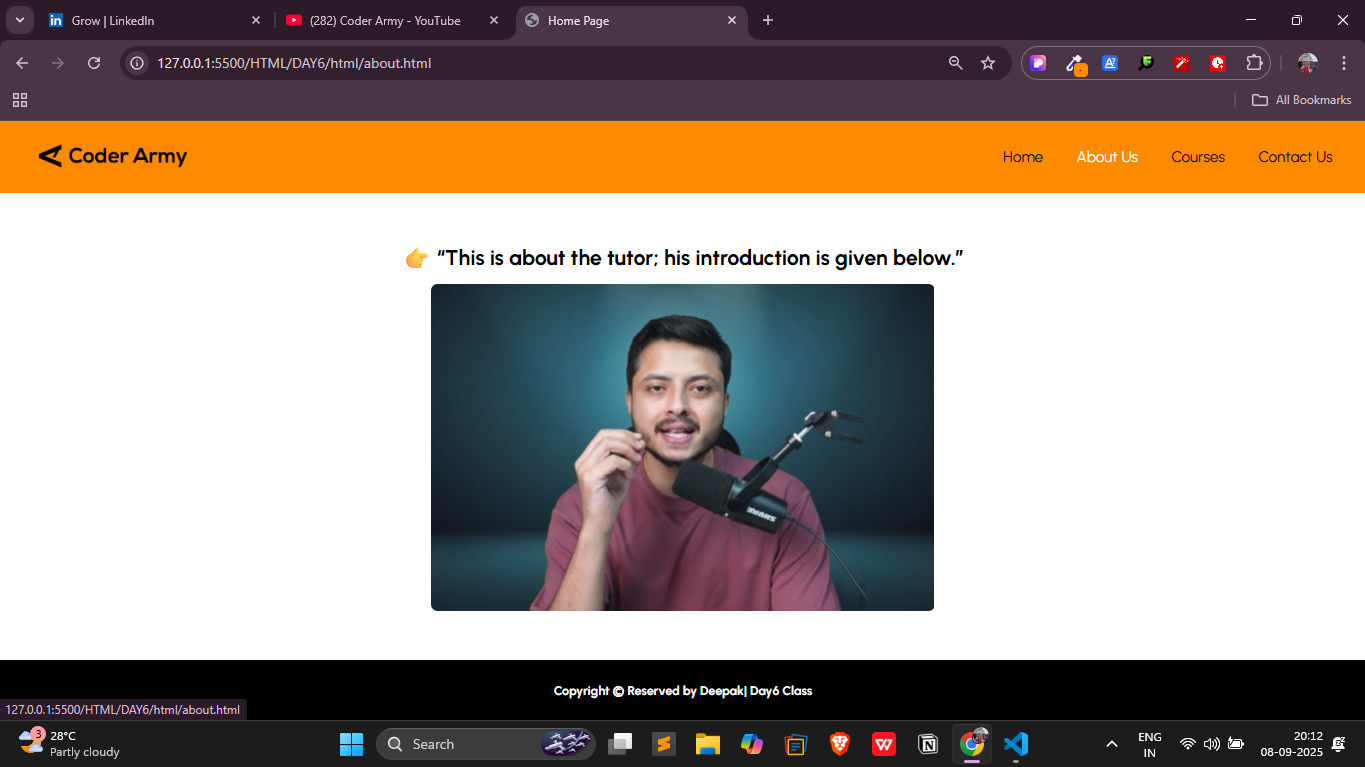 Grow | LinkedIn
(282) Coder Army - YouTube
Home Page
127.0.0.1:5500/HTML/DAY6/html/about.html
All Bookmarks
Coder Army
Home
About Us
Courses
Contact Us
👉 “This is about the tutor; his introduction is given below.”
SHURE
Copyright © Reserved by Deepak| Day6 Class
127.0.0.1:5500/HTML/DAY6/html/about.html
3
28°C
Partly cloudy
Search
ENG
IN
20:12
08-09-2025